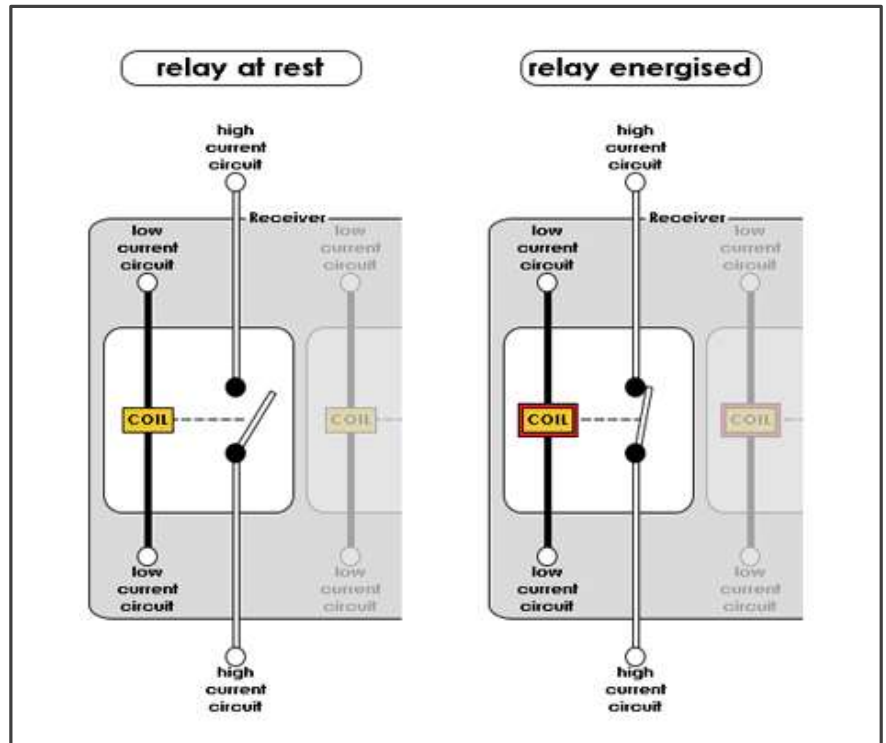 relay at rest
relay energised
high
current
circuit
Receiver
low
current
circuit
low
current
circuit
COIL
COIL
low
current
circuit
high
current
circuit
high
current
circuit
Receiver
low
current
circuit
low
current
circuit
COIL
COIL
low
current
circuit
low
current
circuit
high
current
circuit
low
current
circuit